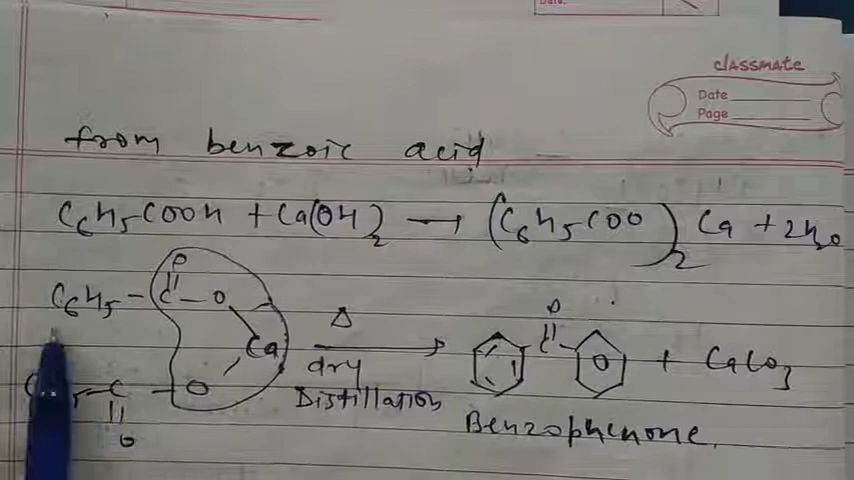 Date.
classmate
Date
Page
from benzoic acid
C6H5COOH + Ca(OH)2 → (C6H5COO)2 Ca + 2H2O
O O
C6H5 – C – O Δ C
Ca → + CaCO3
dry
C – O Distillation Benzophenone.
O